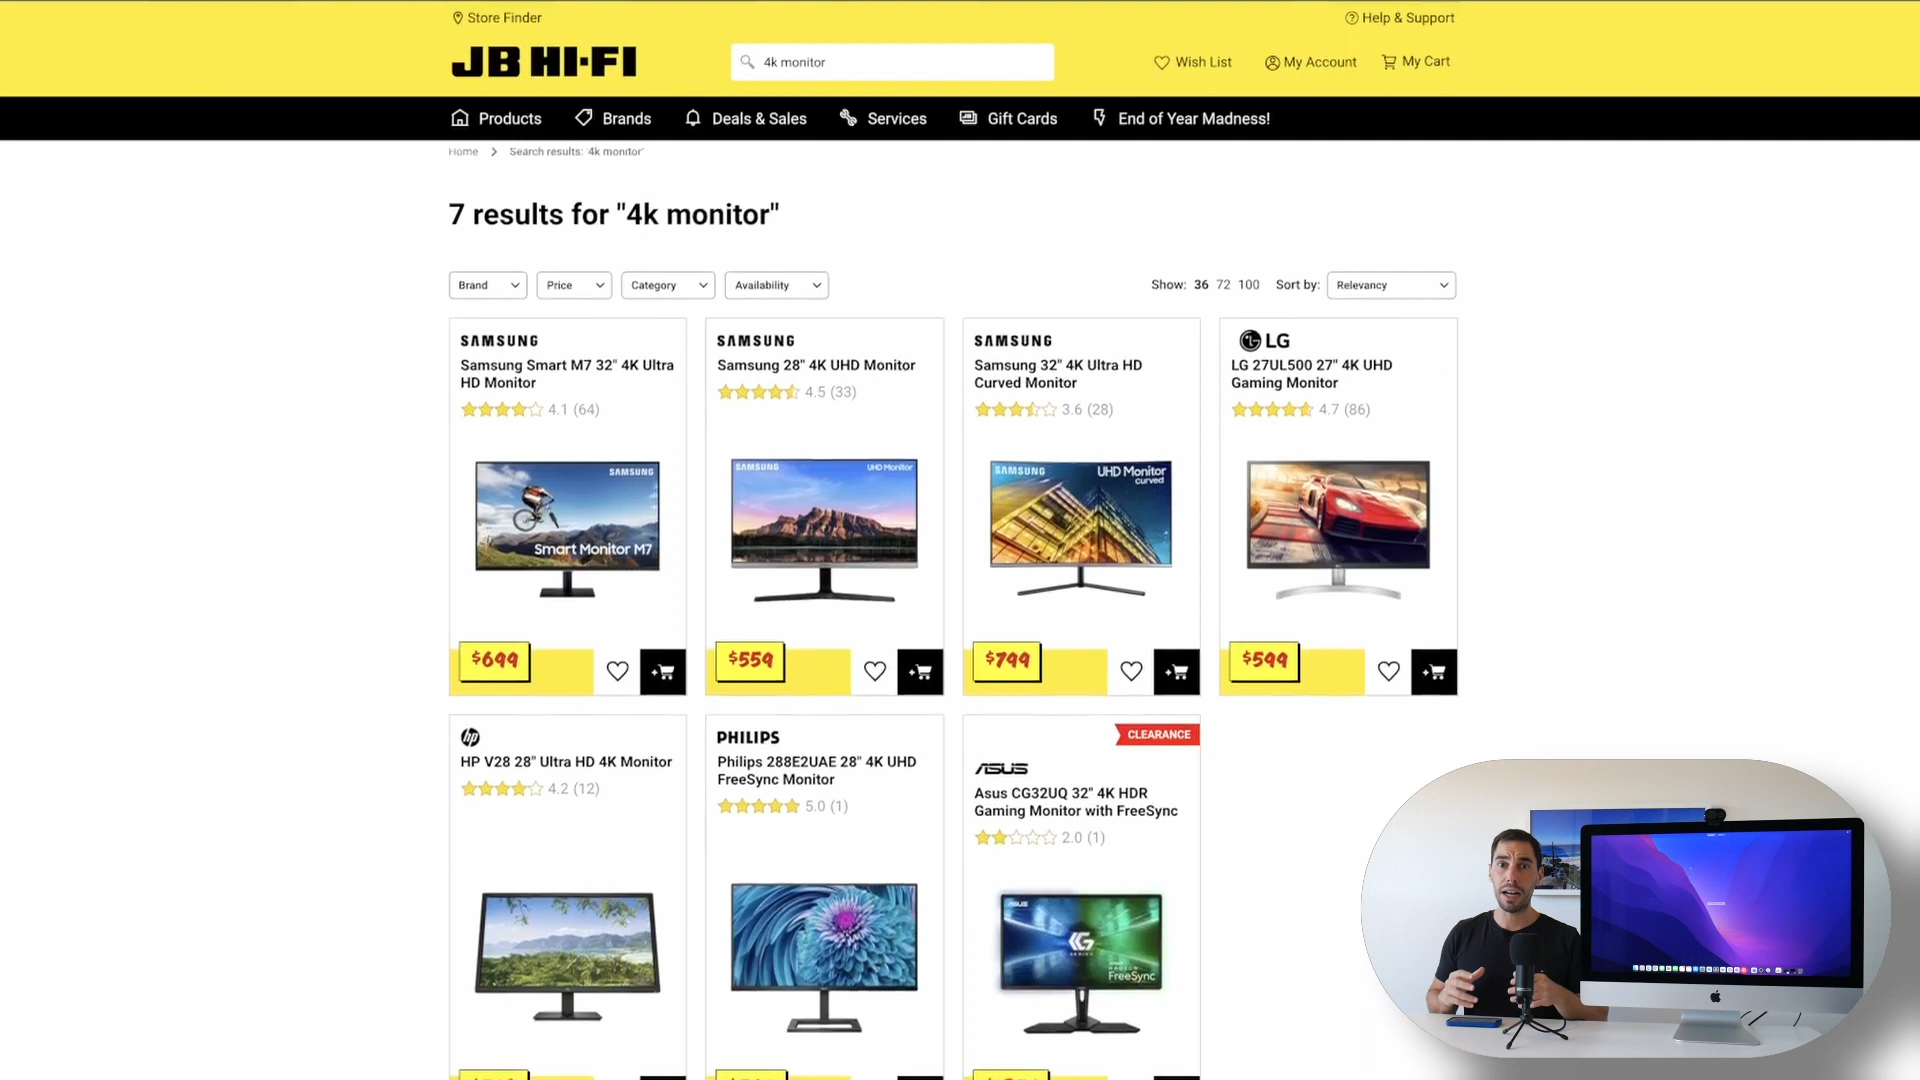 Store Finder
Help & Support
JB HI-FI
4k monitor
Wish List
My Account
My Cart
Products
Brands
Deals & Sales
Services
Gift Cards
End of Year Madness!
Home
Search results: '4k monitor'
7 results for "4k monitor"
Brand
Price
Category
Availability
Show: 36 72 100
Sort by:
Relevancy
SAMSUNG
Samsung Smart M7 32" 4K Ultra
HD Monitor
4.1 (64)
SAMSUNG
Smart Monitor M7
$699
SAMSUNG
Samsung 28" 4K UHD Monitor
4.5 (33)
SAMSUNG
UHD Monitor
$559
SAMSUNG
Samsung 32" 4K Ultra HD
Curved Monitor
3.6 (28)
SAMSUNG
UHD Monitor
curved
$799
LG
LG 27UL500 27" 4K UHD
Gaming Monitor
4.7 (86)
$599
hp
HP V28 28" Ultra HD 4K Monitor
4.2 (12)
PHILIPS
Philips 288E2UAE 28" 4K UHD
FreeSync Monitor
5.0 (1)
CLEARANCE
ASUS
Asus CG32UQ 32" 4K HDR
Gaming Monitor with FreeSync
2.0 (1)
ASUS
CG
SERIES
FreeSync